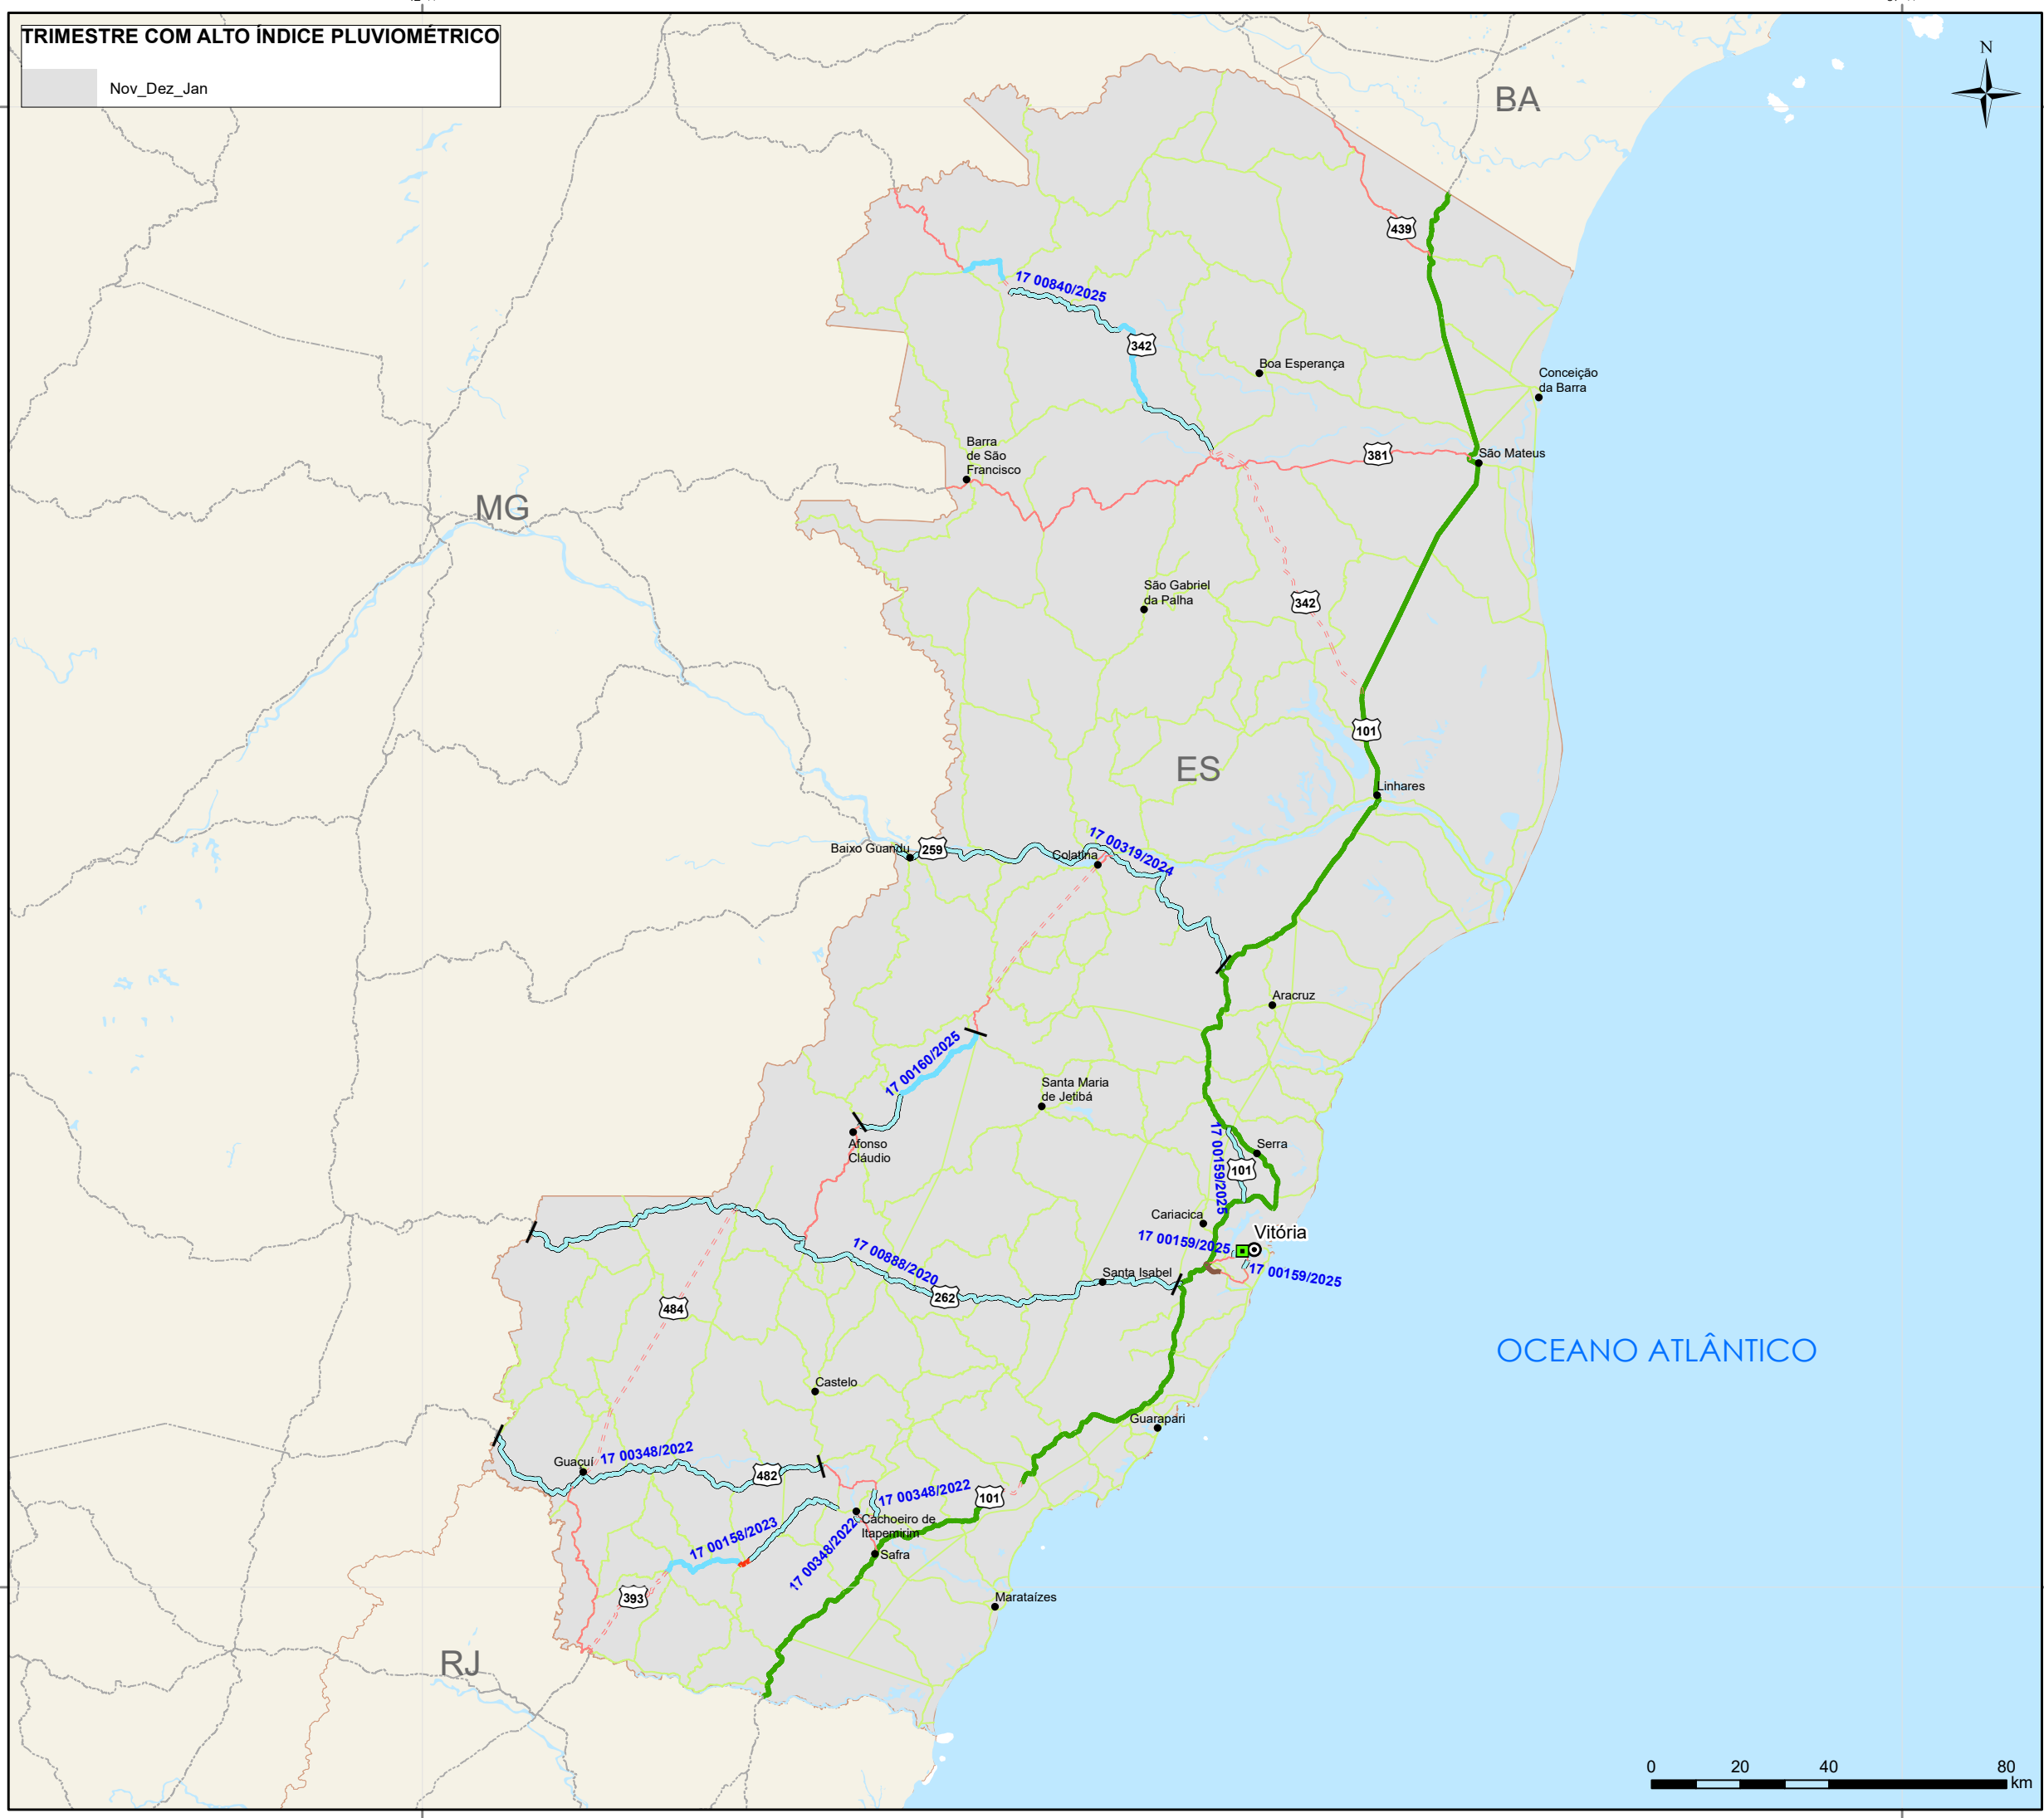 TRIMESTRE COM ALTO ÍNDICE PLUVIOMÉTRICO
Nov_Dez_Jan
N
BA
439
17 00840/2025
342
Boa Esperança
Conceição
da Barra
Barra
de São
Francisco
381
São Mateus
MG
São Gabriel
da Palha
342
101
ES
Linhares
17 00319/2024
Baixo Guandu
259
Colatina
Aracruz
17 00160/2025
Santa Maria
de Jetibá
Afonso
Cláudio
17 00159/2025
Serra
101
Cariacica
Vitória
17 00159/2025
17 00159/2025
17 00888/2020
Santa Isabel
262
484
OCEANO ATLÂNTICO
Castelo
Guarapari
17 00348/2022
Guaçuí
482
17 00348/2022
101
Cachoeiro de
Itapemirim
17 00158/2023
17 00348/2022
Safra
393
Marataízes
RJ
0 20 40 80
km